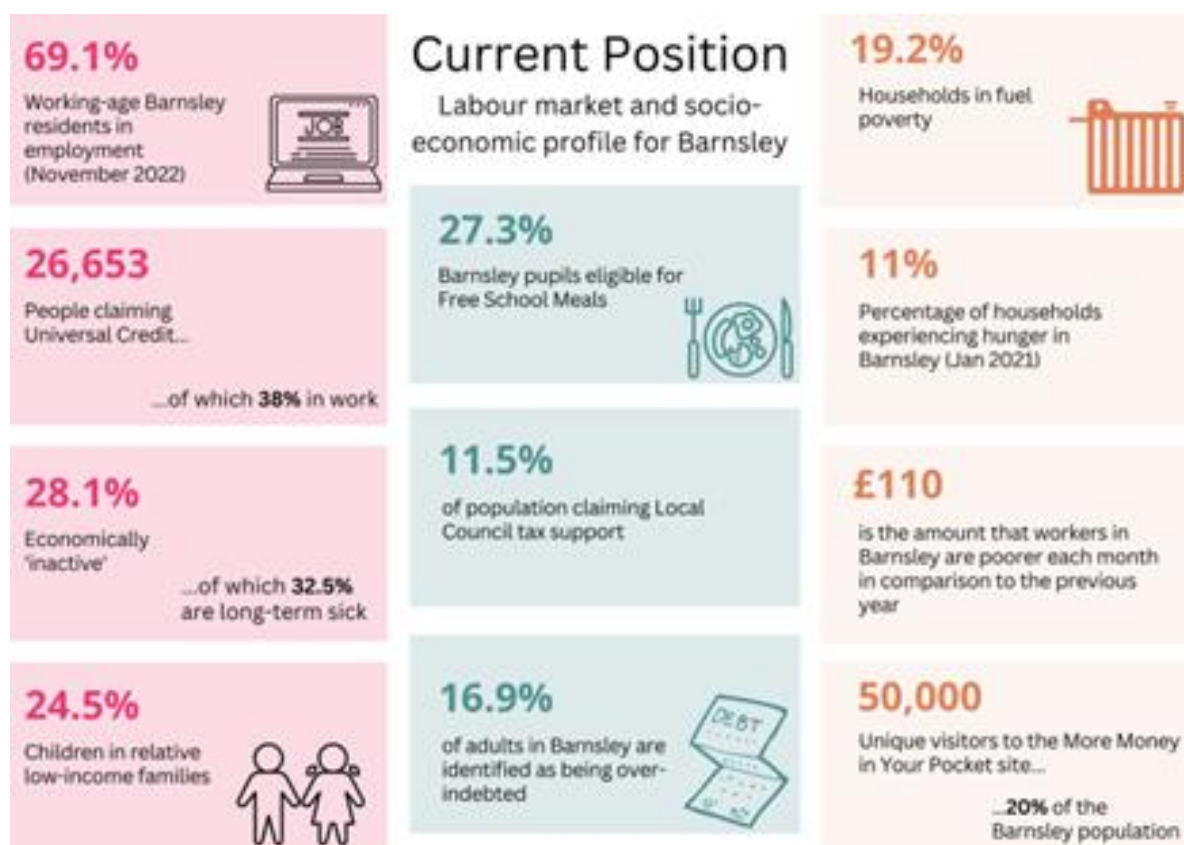 69.1%
Working-age Barnsley
residents in
employment
(November 2022)
JOB
26,653
People claiming
Universal Credit...
...of which 38% in work
28.1%
Economically
'inactive'
...of which 32.5%
are long-term sick
24.5%
Children in relative
low-income families
Current Position
Labour market and socio-
economic profile for Barnsley
27.3%
Barnsley pupils eligible for
Free School Meals
11.5%
of population claiming Local
Council tax support
16.9%
of adults in Barnsley are
identified as being over-
indebted
DEBT
19.2%
Households in fuel
poverty
11%
Percentage of households
experiencing hunger in
Barnsley (Jan 2021)
£110
is the amount that workers in
Barnsley are poorer each month
in comparison to the previous
year
50,000
Unique visitors to the More Money
in Your Pocket site...
...20% of the
Barnsley population